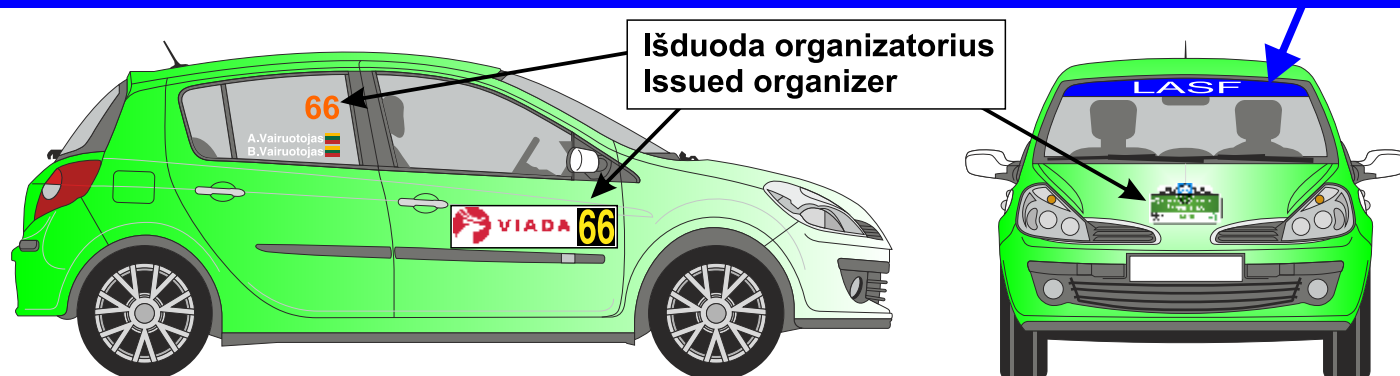 Išduoda organizatorius
Issued organizer
LASF
66
A.Vairuotojas
B.Vairuotojas
VIADA 66